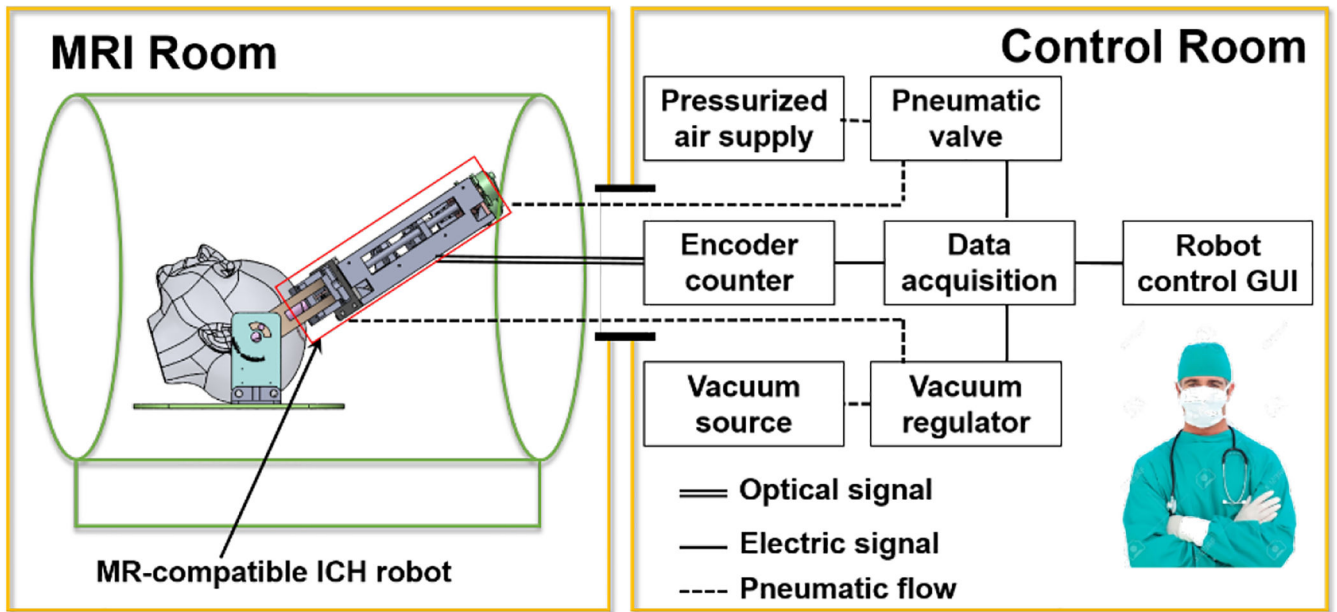 MRI Room
MR-compatible ICH robot
Control Room
Pressurized
air supply
Pneumatic
valve
Encoder
counter
Data
acquisition
Robot
control GUI
Vacuum
source
Vacuum
regulator
Optical signal
Electric signal
Pneumatic flow